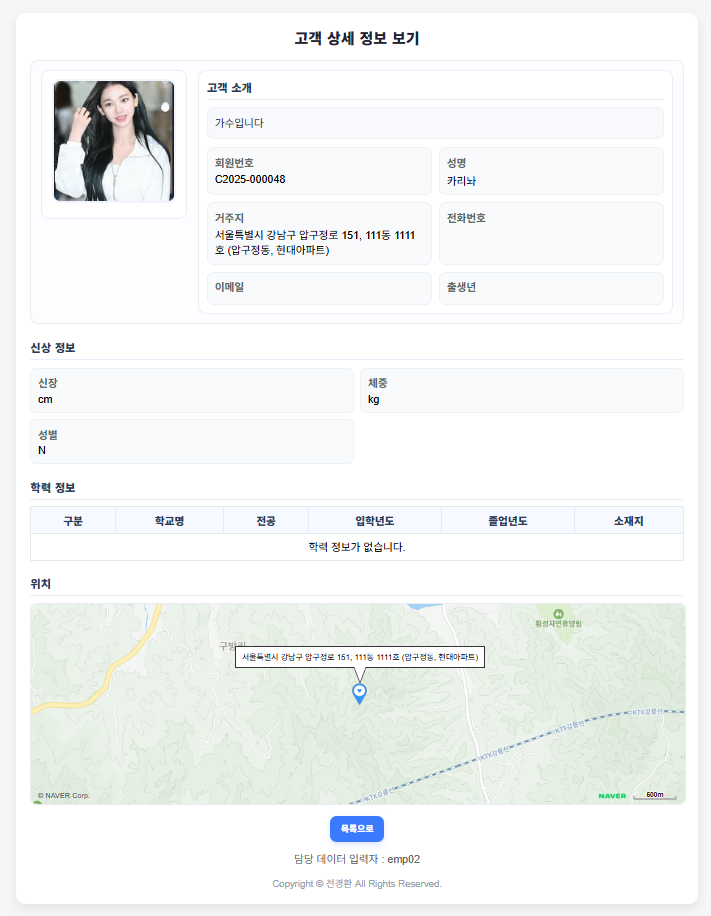 고객 상세 정보 보기
고객 소개
가수입니다
회원번호
C2025-000048
성명
카리놔
거주지
서울특별시 강남구 압구정로 151, 111동 1111
호 (압구정동, 현대아파트)
전화번호
이메일
출생년
신상 정보
신장
cm
체중
kg
성별
N
학력 정보
구분 학교명 전공 입학년도 졸업년도 소재지
학력 정보가 없습니다.
위치
횡성자연휴양림
구방리
서울특별시 강남구 압구정로 151, 111동 1111호 (압구정동, 현대아파트)
KTX강릉선
KTX강릉선
KTX강릉선
KTX강릉선
© NAVER Corp.
NAVER
600m
목록으로
담당 데이터 입력자 : emp02
Copyright © 전경환 All Rights Reserved.